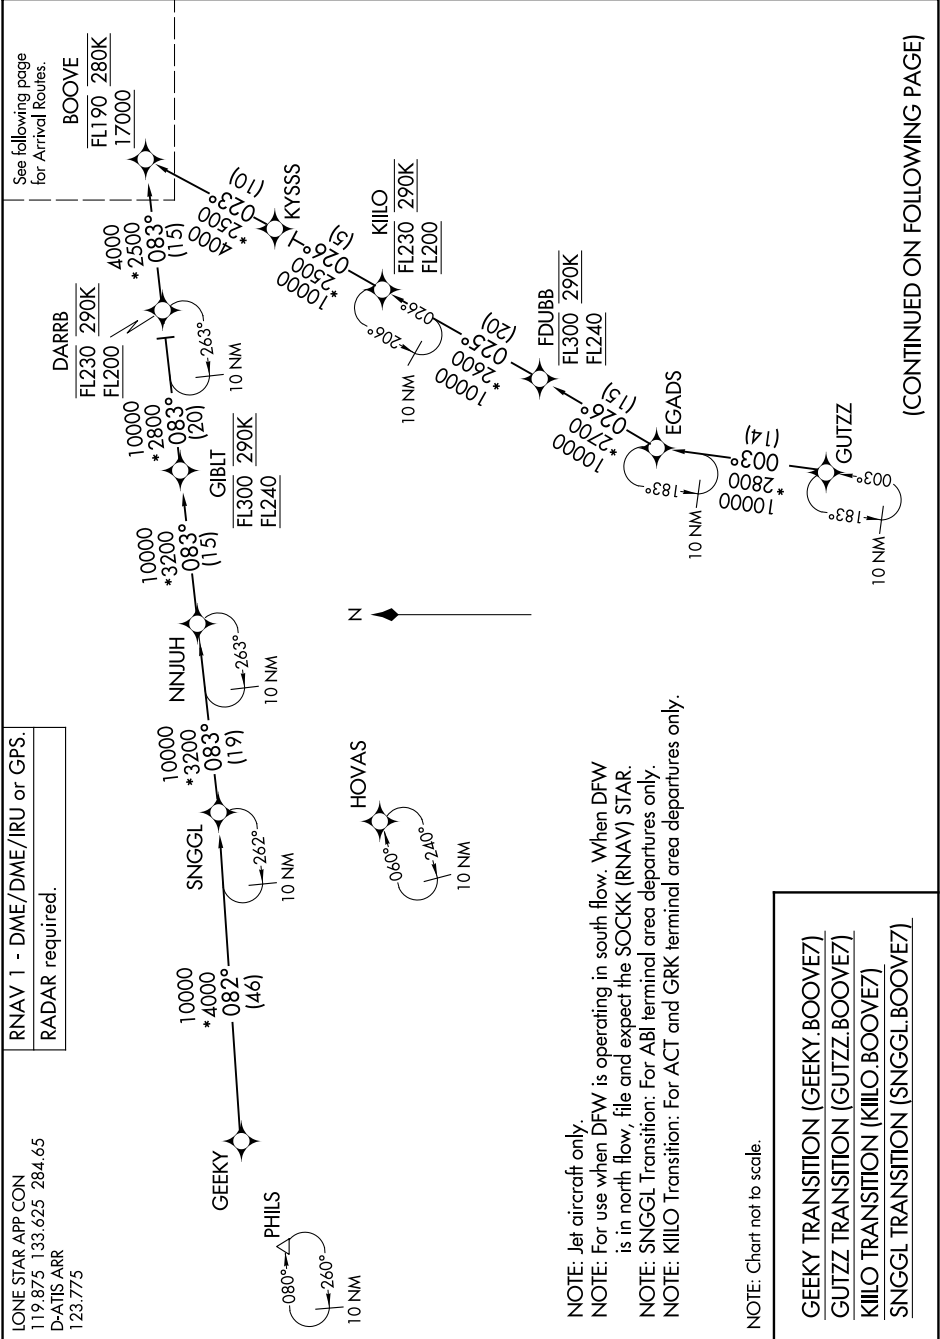 LONE STAR APP CON
119.875 133.625 284.65
D-ATIS ARR
123.775
RNAV 1 - DME/DME/IRU or GPS.
RADAR required.
See following page
for Arrival Routes.
BOOVE
FL190 280K
17000
4000
*2500
083°
(15)
DARRB
FL230 290K
FL200
263°
10 NM
10000
*2800
083°
(20)
GIBLT
FL300 290K
FL240
10000
*3200
083°
(15)
NNJUH
263°
10 NM
10000
*3200
083°
(19)
SNGGL
262°
10 NM
10000
*4000
082°
(46)
GEEKY
PHILS
080°
260°
10 NM
HOVAS
060°
240°
10 NM
N
(10)
023°
*2500
4000
KYSSS
(5)
026°
*2500
10000
KIILO
FL230 290K
FL200
026°
206°
10 NM
(20)
025°
*2600
10000
FDUBB
FL300 290K
FL240
(15)
026°
*2700
10000
EGADS
183°
10 NM
(14)
003°
*2800
10000
GUTZZ
003°
183°
10 NM
NOTE: Jet aircraft only.
NOTE: For use when DFW is operating in south flow. When DFW
is in north flow, file and expect the SOCKK (RNAV) STAR.
NOTE: SNGGL Transition: For ABI terminal area departures only.
NOTE: KIILO Transition: For ACT and GRK terminal area departures only.
NOTE: Chart not to scale.
GEEKY TRANSITION (GEEKY.BOOVE7)
GUTZZ TRANSITION (GUTZZ.BOOVE7)
KIILO TRANSITION (KIILO.BOOVE7)
SNGGL TRANSITION (SNGGL.BOOVE7)
(CONTINUED ON FOLLOWING PAGE)